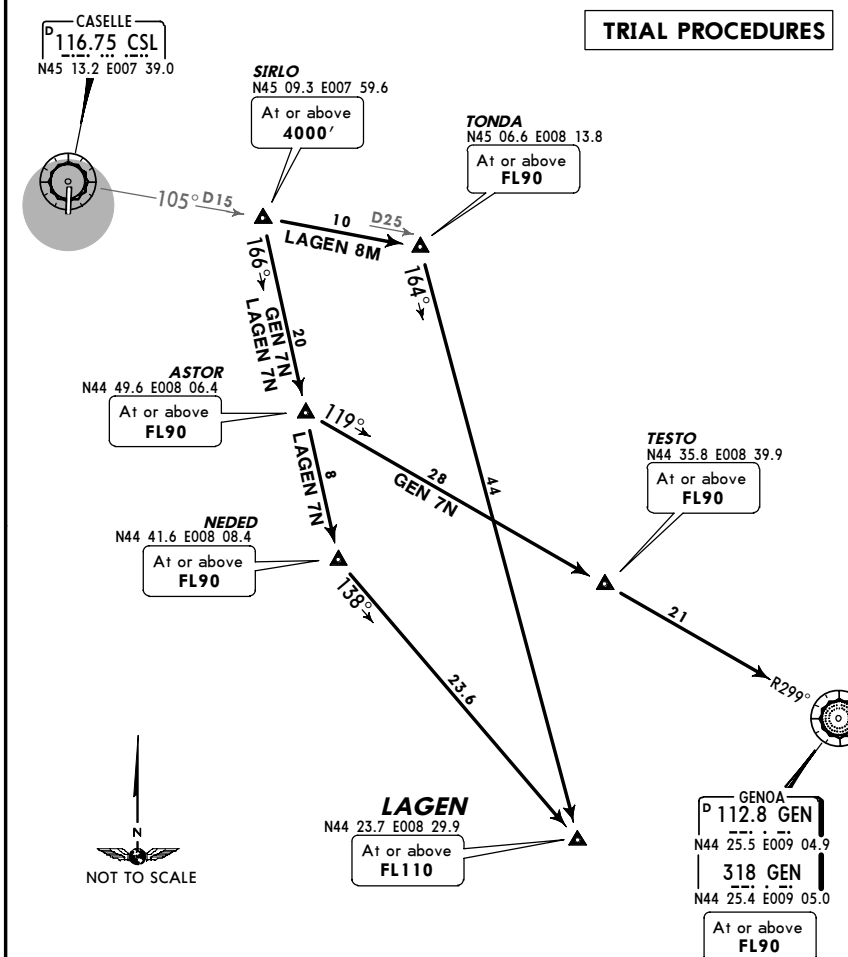 TRIAL PROCEDURES
CASELLE
D 116.75 CSL
N45 13.2 E007 39.0
SIRLO
N45 09.3 E007 59.6
At or above
4000'
TONDA
N45 06.6 E008 13.8
At or above
FL90
105° D15
10
D25
LAGEN 8M
166°
GEN 7N
LAGEN 7N
20
164°
ASTOR
N44 49.6 E008 06.4
At or above
FL90
119°
28
GEN 7N
44
LAGEN 7N
8
TESTO
N44 35.8 E008 39.9
At or above
FL90
NEDED
N44 41.6 E008 08.4
At or above
FL90
138°
23.6
21
R299°
LAGEN
N44 23.7 E008 29.9
At or above
FL110
GENOA
D 112.8 GEN
N44 25.5 E009 04.9
318 GEN
N44 25.4 E009 05.0
At or above
FL90
N
NOT TO SCALE